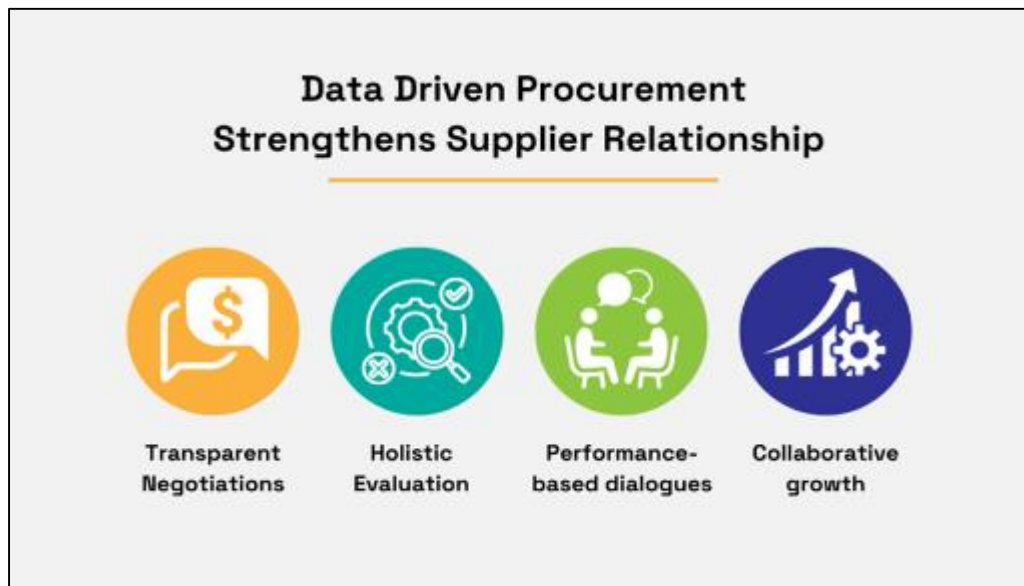 Data Driven Procurement
Strengthens Supplier Relationship
$
Transparent
Negotiations
Holistic
Evaluation
Performance-
based dialogues
Collaborative
growth